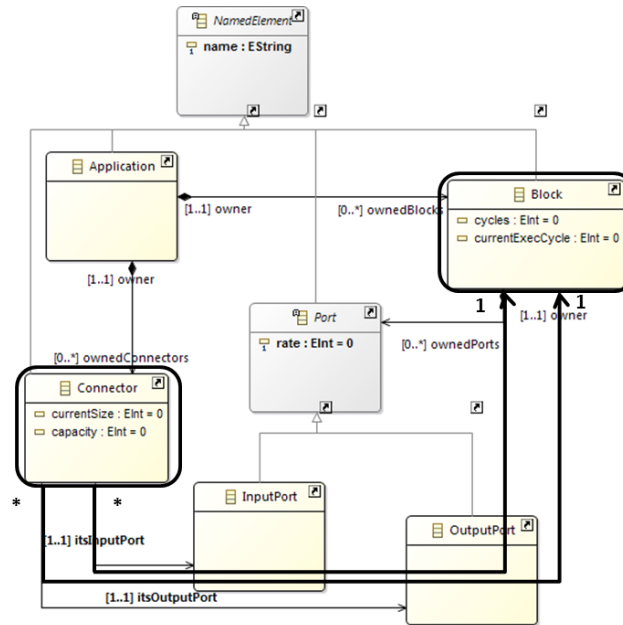 NamedElement
name : EString
Application
Block
cycles : EInt = 0
currentExecCycle : EInt = 0
[1..1] owner
[0..*] ownedBlocks
[1..1] owner
1
1
[1..1] owner
Port
rate : EInt = 0
[0..*] ownedPorts
[0..*] ownedConnectors
Connector
currentSize : EInt = 0
capacity : EInt = 0
*
*
InputPort
OutputPort
[1..1] itsInputPort
[1..1] itsOutputPort